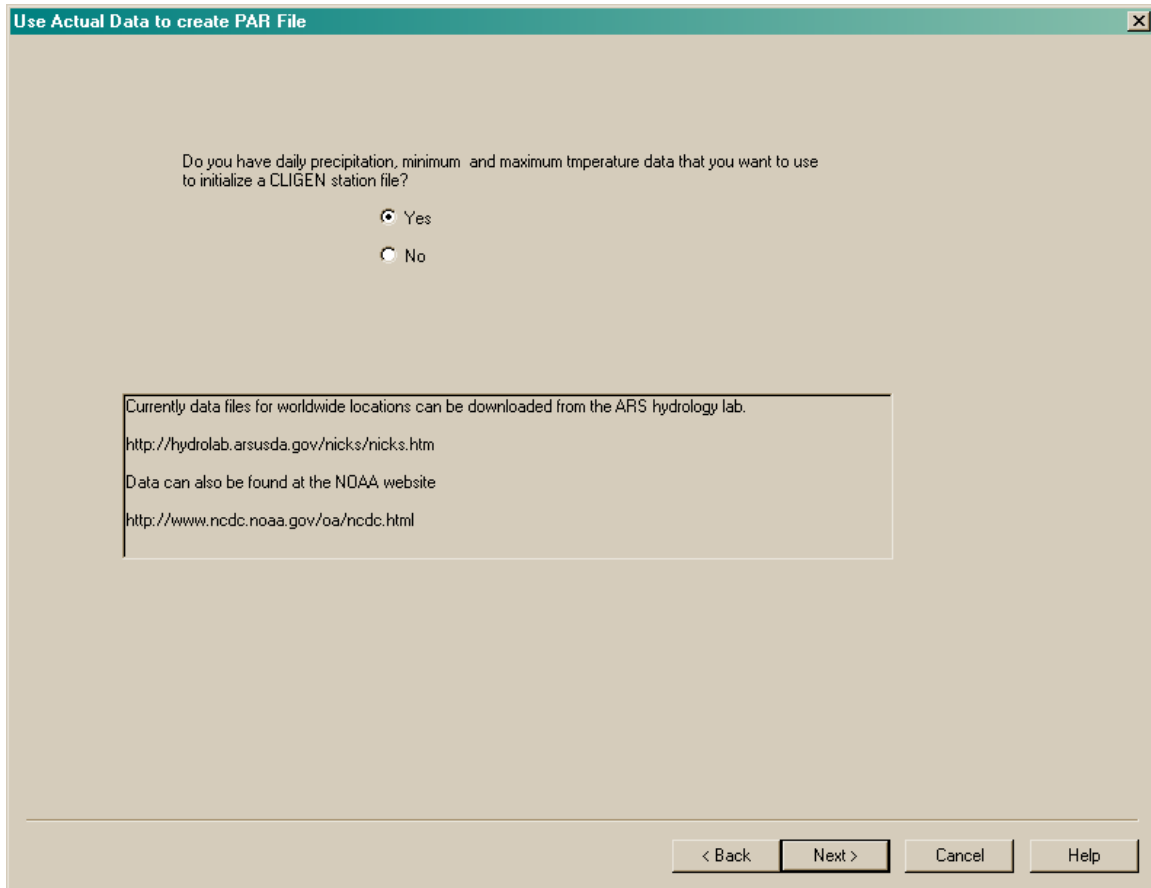 Use Actual Data to create PAR File
Do you have daily precipitation, minimum  and maximum tmperature data that you want to use
to initialize a CLIGEN station file?
Yes
No
Currently data files for worldwide locations can be downloaded from the ARS hydrology lab.
http://hydrolab.arsusda.gov/nicks/nicks.htm
Data can also be found at the NOAA website
http://www.ncdc.noaa.gov/oa/ncdc.html
< Back
Next >
Cancel
Help